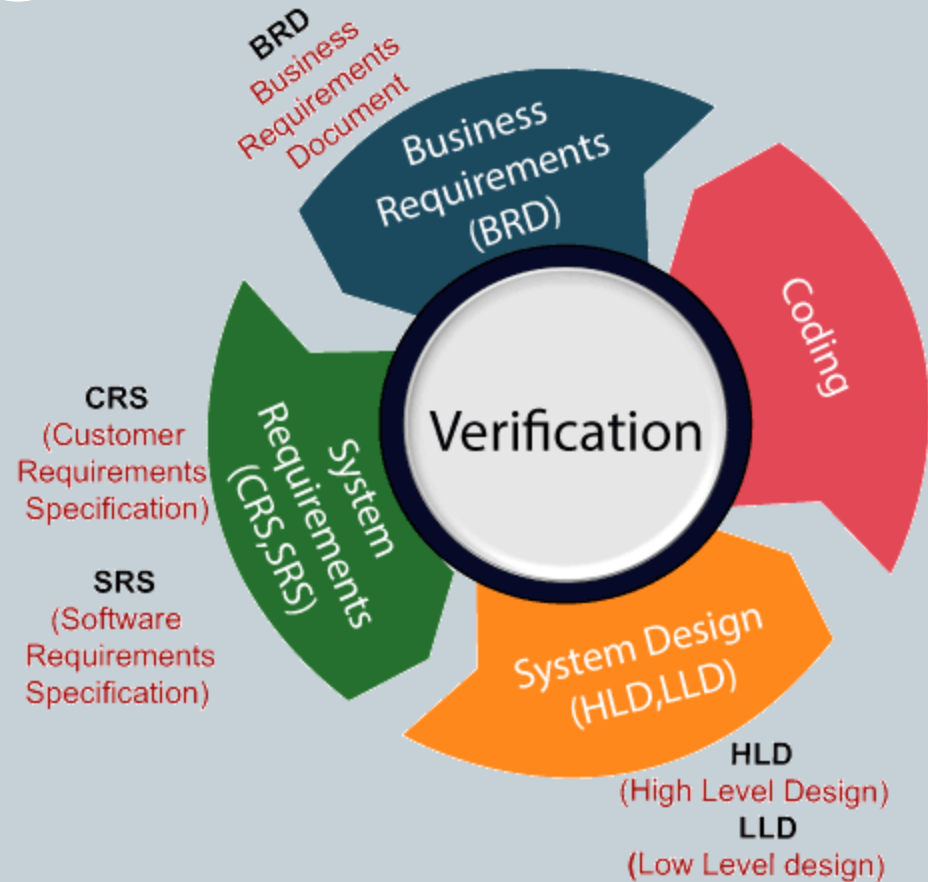 BRD
Business
Requirements
Document
Business
Requirements
(BRD)
Coding
CRS
(Customer
Requirements
Specification)
System
Requirements
(CRS,SRS)
Verification
SRS
(Software
Requirements
Specification)
System Design
(HLD,LLD)
HLD
(High Level Design)
LLD
(Low Level design)